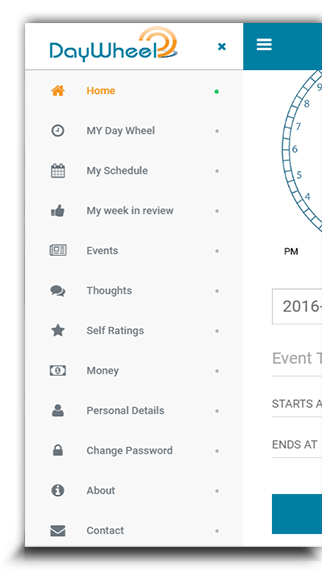 DayWheel
Home
MY Day Wheel
My Schedule
My week in review
Events
Thoughts
Self Ratings
Money
Personal Details
Change Password
About
Contact
9
8
7
6
5
4
PM
2016-
Event T
STARTS A
ENDS AT